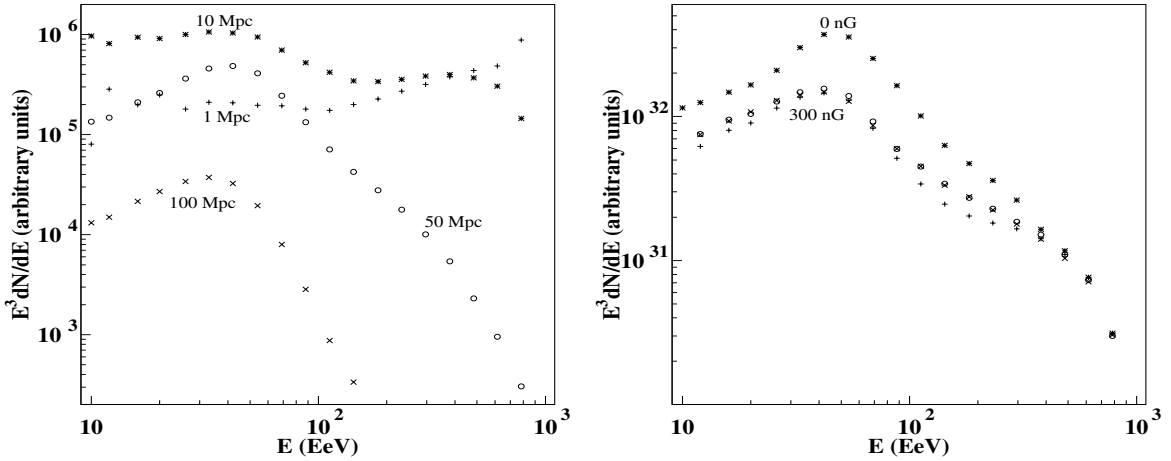 E³dN/dE (arbitrary units)
10⁶
10⁵
10⁴
10³
10 Mpc
1 Mpc
50 Mpc
100 Mpc
10
10²
10³
E (EeV)
E³dN/dE (arbitrary units)
10³²
10³¹
0 nG
300 nG
10
10²
10³
E (EeV)